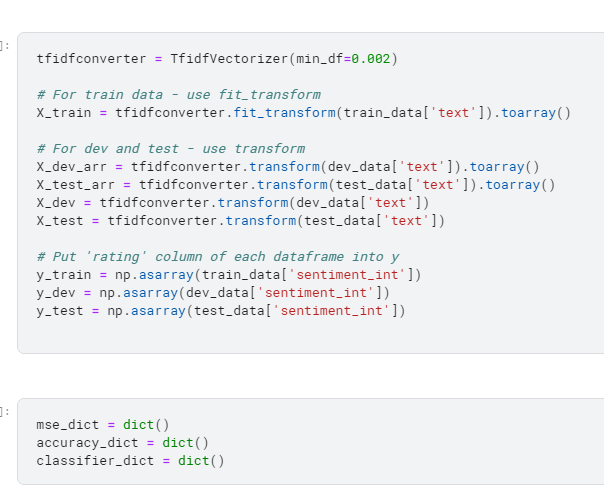 ]:
tfidfconverter = TfidfVectorizer(min_df=0.002)
# For train data - use fit_transform
X_train = tfidfconverter.fit_transform(train_data['text']).toarray()
# For dev and test - use transform
X_dev_arr = tfidfconverter.transform(dev_data['text']).toarray()
X_test_arr = tfidfconverter.transform(test_data['text']).toarray()
X_dev = tfidfconverter.transform(dev_data['text'])
X_test = tfidfconverter.transform(test_data['text'])
# Put 'rating' column of each dataframe into y
y_train = np.asarray(train_data['sentiment_int'])
y_dev = np.asarray(dev_data['sentiment_int'])
y_test = np.asarray(test_data['sentiment_int'])
]:
mse_dict = dict()
accuracy_dict = dict()
classifier_dict = dict()